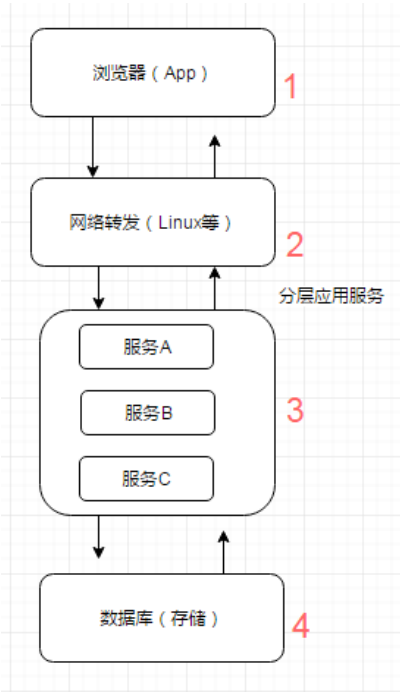 浏览器（App）
1
网络转发（Linux等）
2
分层应用服务
服务A
服务B
3
服务C
数据库（存储）
4